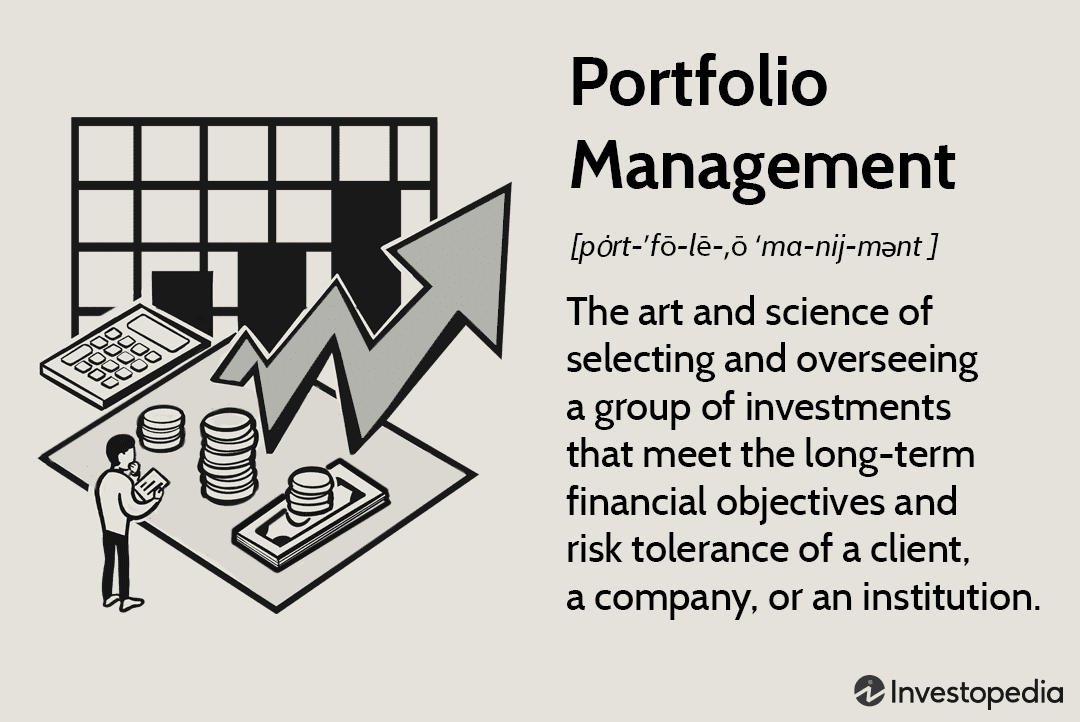 Portfolio
Management
[pȯrt-ˈfō-lē-ˌō ‘ma-nij-mənt ]
The art and science of
selecting and overseeing
a group of investments
that meet the long-term
financial objectives and
risk tolerance of a client,
a company, or an institution.
Investopedia